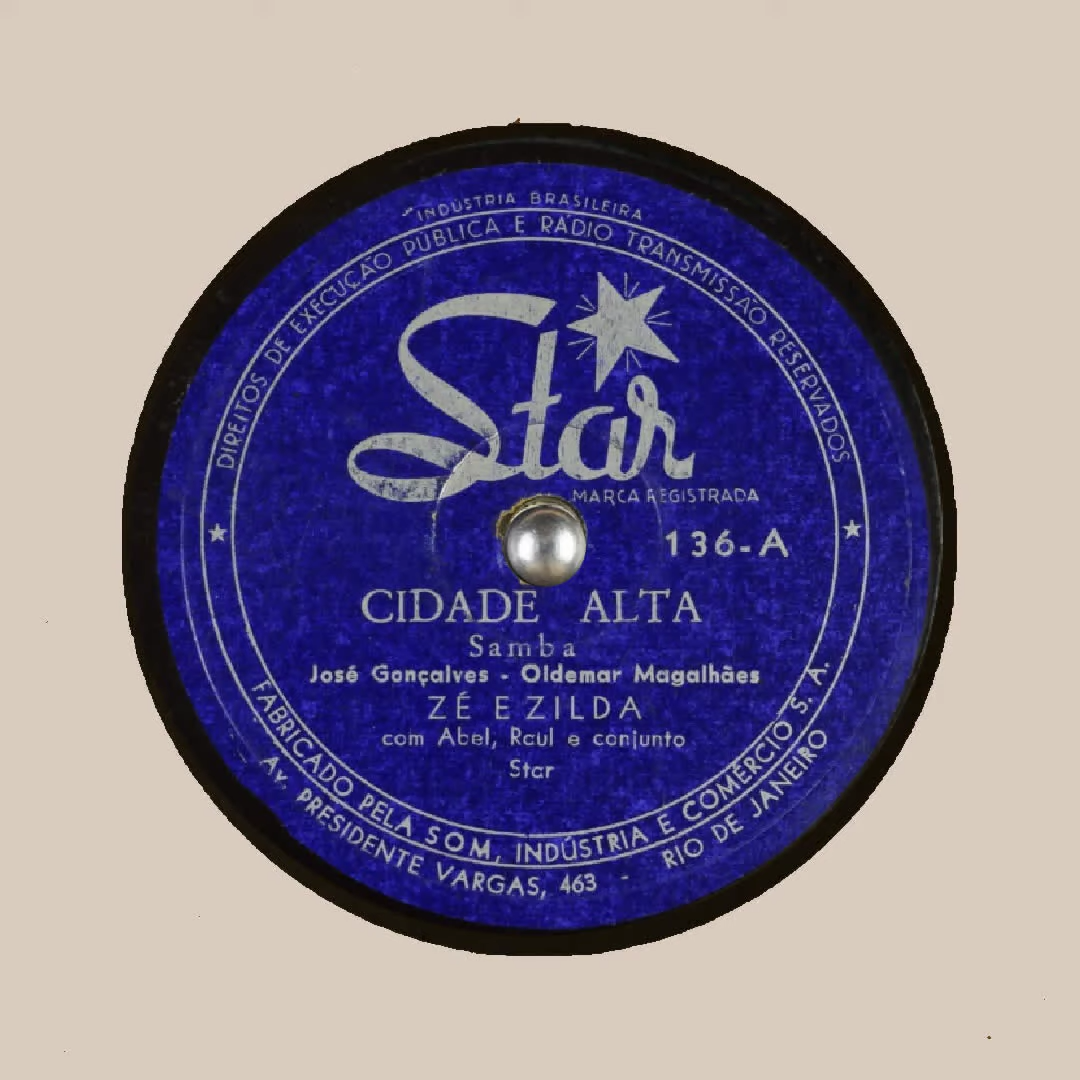 INDÚSTRIA BRASILEIRA
DIREITOS DE EXECUÇÃO PÚBLICA E RÁDIO TRANSMISSÃO RESERVADOS
Star
MARCA REGISTRADA
136-A
CIDADE ALTA
Samba
José Gonçalves - Oldemar Magalhães
ZÉ E ZILDA
com Abel, Raul e conjunto
Star
FABRICADO PELA SOM, INDÚSTRIA E COMÉRCIO S. A.
Av. PRESIDENTE VARGAS, 463 - RIO DE JANEIRO